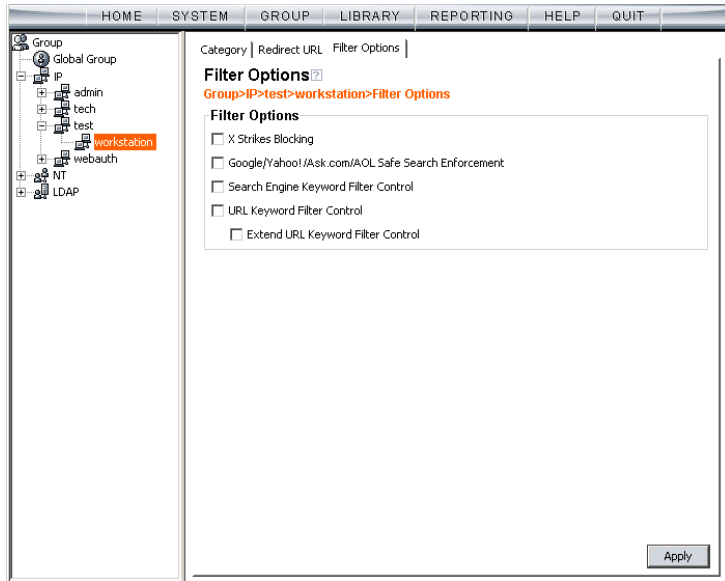 HOME SYSTEM GROUP LIBRARY REPORTING HELP QUIT
Group
Global Group
IP
admin
tech
test
workstation
webauth
NT
LDAP
Category Redirect URL Filter Options
Filter Options
Group>IP>test>workstation>Filter Options
Filter Options
X Strikes Blocking
Google/Yahoo!/Ask.com/AOL Safe Search Enforcement
Search Engine Keyword Filter Control
URL Keyword Filter Control
Extend URL Keyword Filter Control
Apply